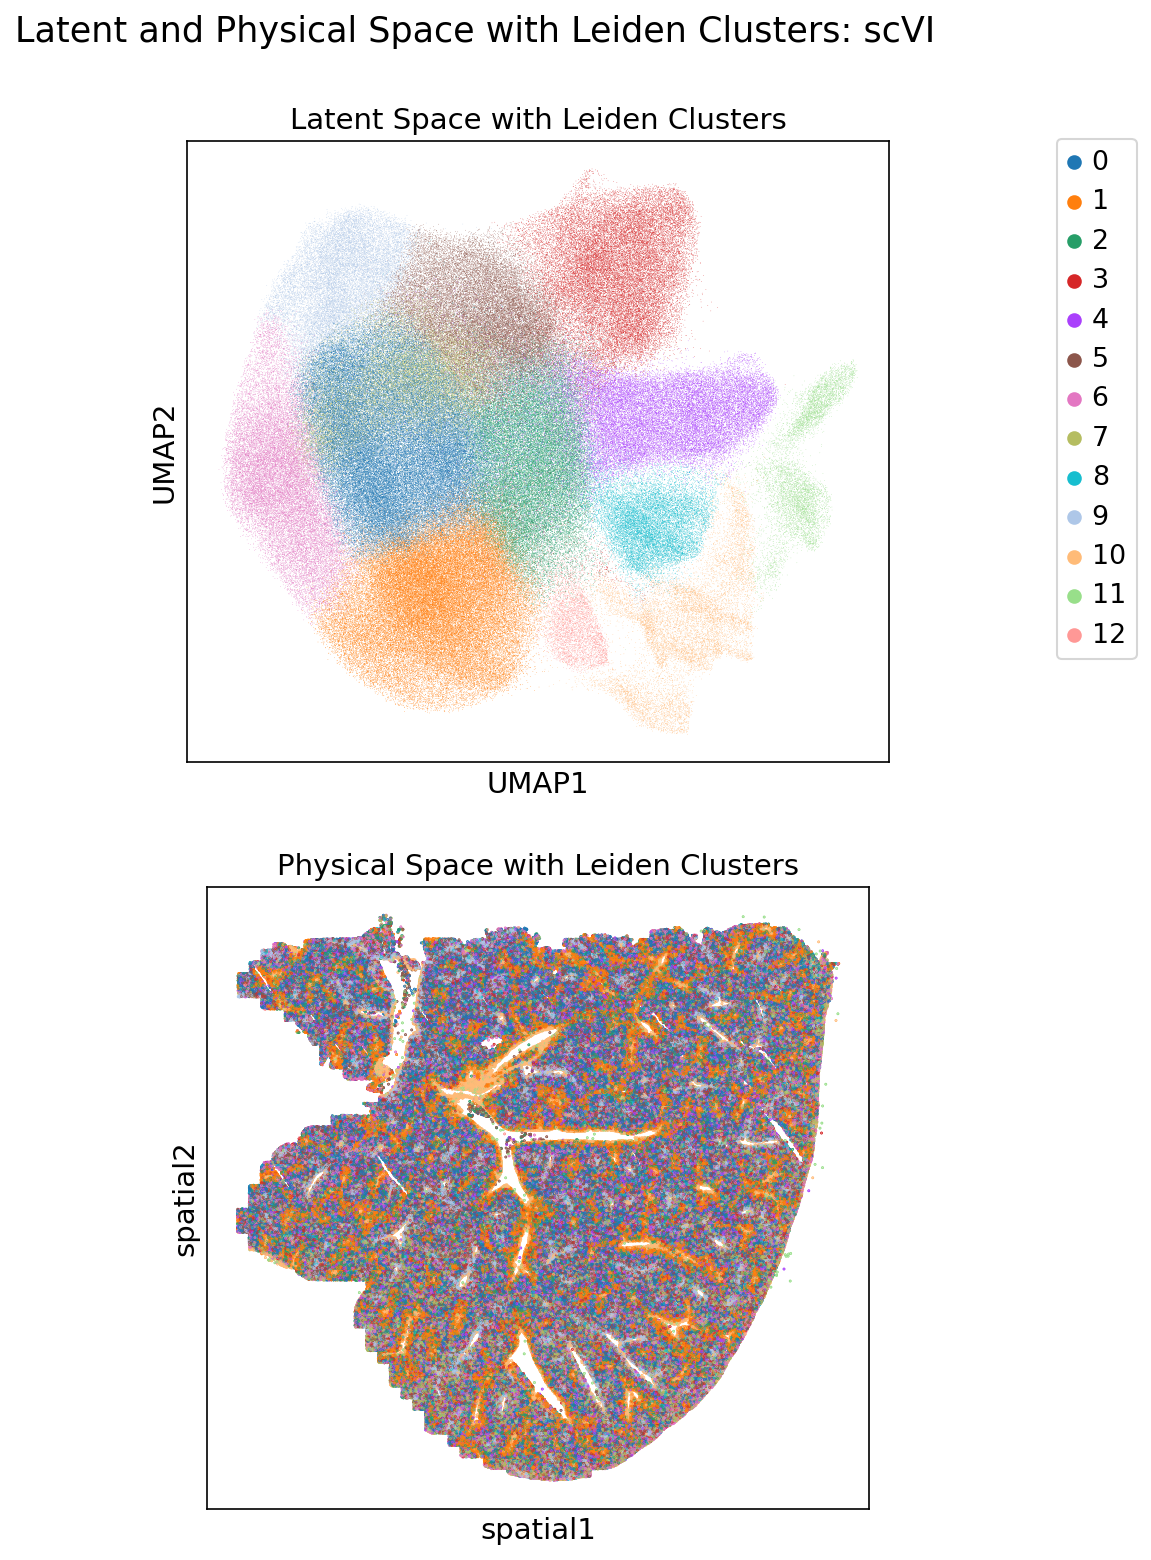 Latent and Physical Space with Leiden Clusters: scVI
Latent Space with Leiden Clusters
UMAP2
UMAP1
0
1
2
3
4
5
6
7
8
9
10
11
12
Physical Space with Leiden Clusters
spatial2
spatial1